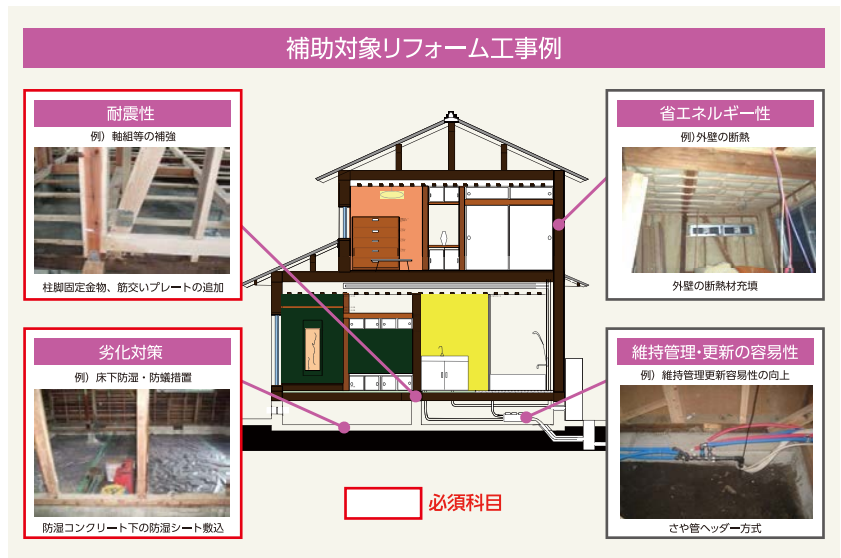 補助対象リフォーム工事例
耐震性
例）軸組等の補強
柱脚固定金物、筋交いプレートの追加
省エネルギー性
例）外壁の断熱
外壁の断熱材充填
劣化対策
例）床下防湿・防蟻措置
防湿コンクリート下の防湿シート敷込
維持管理・更新の容易性
例）維持管理更新容易性の向上
さや管ヘッダー方式
必須科目